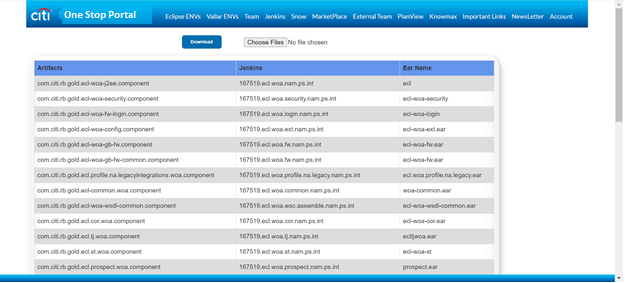 citi One Stop Portal Eclipse ENVs Vallar ENVs Team Jenkins Snow MarketPlace External Team PlanView Knowmax Important Links NewsLetter Account
Download Choose Files No file chosen
Artifacts Jenkins Ear Name
com.citi.rb.gold.ecl-woa-j2ee.component 167519.ecl.woa.nam.ps.int ecl
com.citi.rb.gold.ecl-woa-security.component 167519.ecl.woa.security.nam.ps.int ecl-woa-security
com.citi.rb.gold.ecl-woa-fw-login.component 167519.ecl.woa.login.nam.ps.int ecl-woa-login
com.citi.rb.gold.ecl-woa-config.component 167519.ecl.woa.ext.nam.ps.int ecl-woa-ext.ear
com.citi.rb.gold.ecl-woa-gb-fw.component 167519.ecl.woa.fw.nam.ps.int ecl-woa-fw.ear
com.citi.rb.gold.ecl-woa-gb-fw-common.component 167519.ecl.woa.fw.nam.ps.int ecl-woa-fw.ear
com.citi.rb.gold.ecl.profile.na.legacyintegrations.woa.component 167519.ecl.woa.profile.na.legacy.nam.ps.int ecl.woa.profile.na.legacy.ear
com.citi.rb.gold.ecl-common.woa.component 167519.ecl.woa.common.nam.ps.int woa-common.ear
com.citi.rb.gold.ecl-woa-wsdl-common.component 167519.ecl.woa.wsc.assemble.nam.ps.int ecl-woa-wsdl-common.ear
com.citi.rb.gold.ecl.cor.woa.component 167519.ecl.woa.cor.nam.ps.int ecl-woa-cor.ear
com.citi.rb.gold.ecl.tj.woa.component 167519.ecl.woa.tj.nam.ps.int ecltjwoa.ear
com.citi.rb.gold.ecl.st.woa.component 167519.ecl.woa.st.nam.ps.int ecl-woa-st
com.citi.rb.gold.ecl.prospect.woa.component 167519.ecl.woa.prospect.nam.ps.int prospect.ear